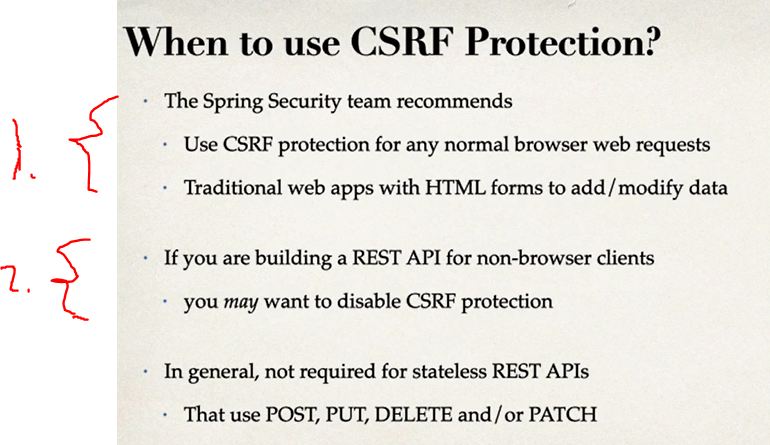 When to use CSRF Protection?
1.
· The Spring Security team recommends
· Use CSRF protection for any normal browser web requests
· Traditional web apps with HTML forms to add/modify data
2.
· If you are building a REST API for non-browser clients
· you may want to disable CSRF protection
· In general, not required for stateless REST APIs
· That use POST, PUT, DELETE and/or PATCH